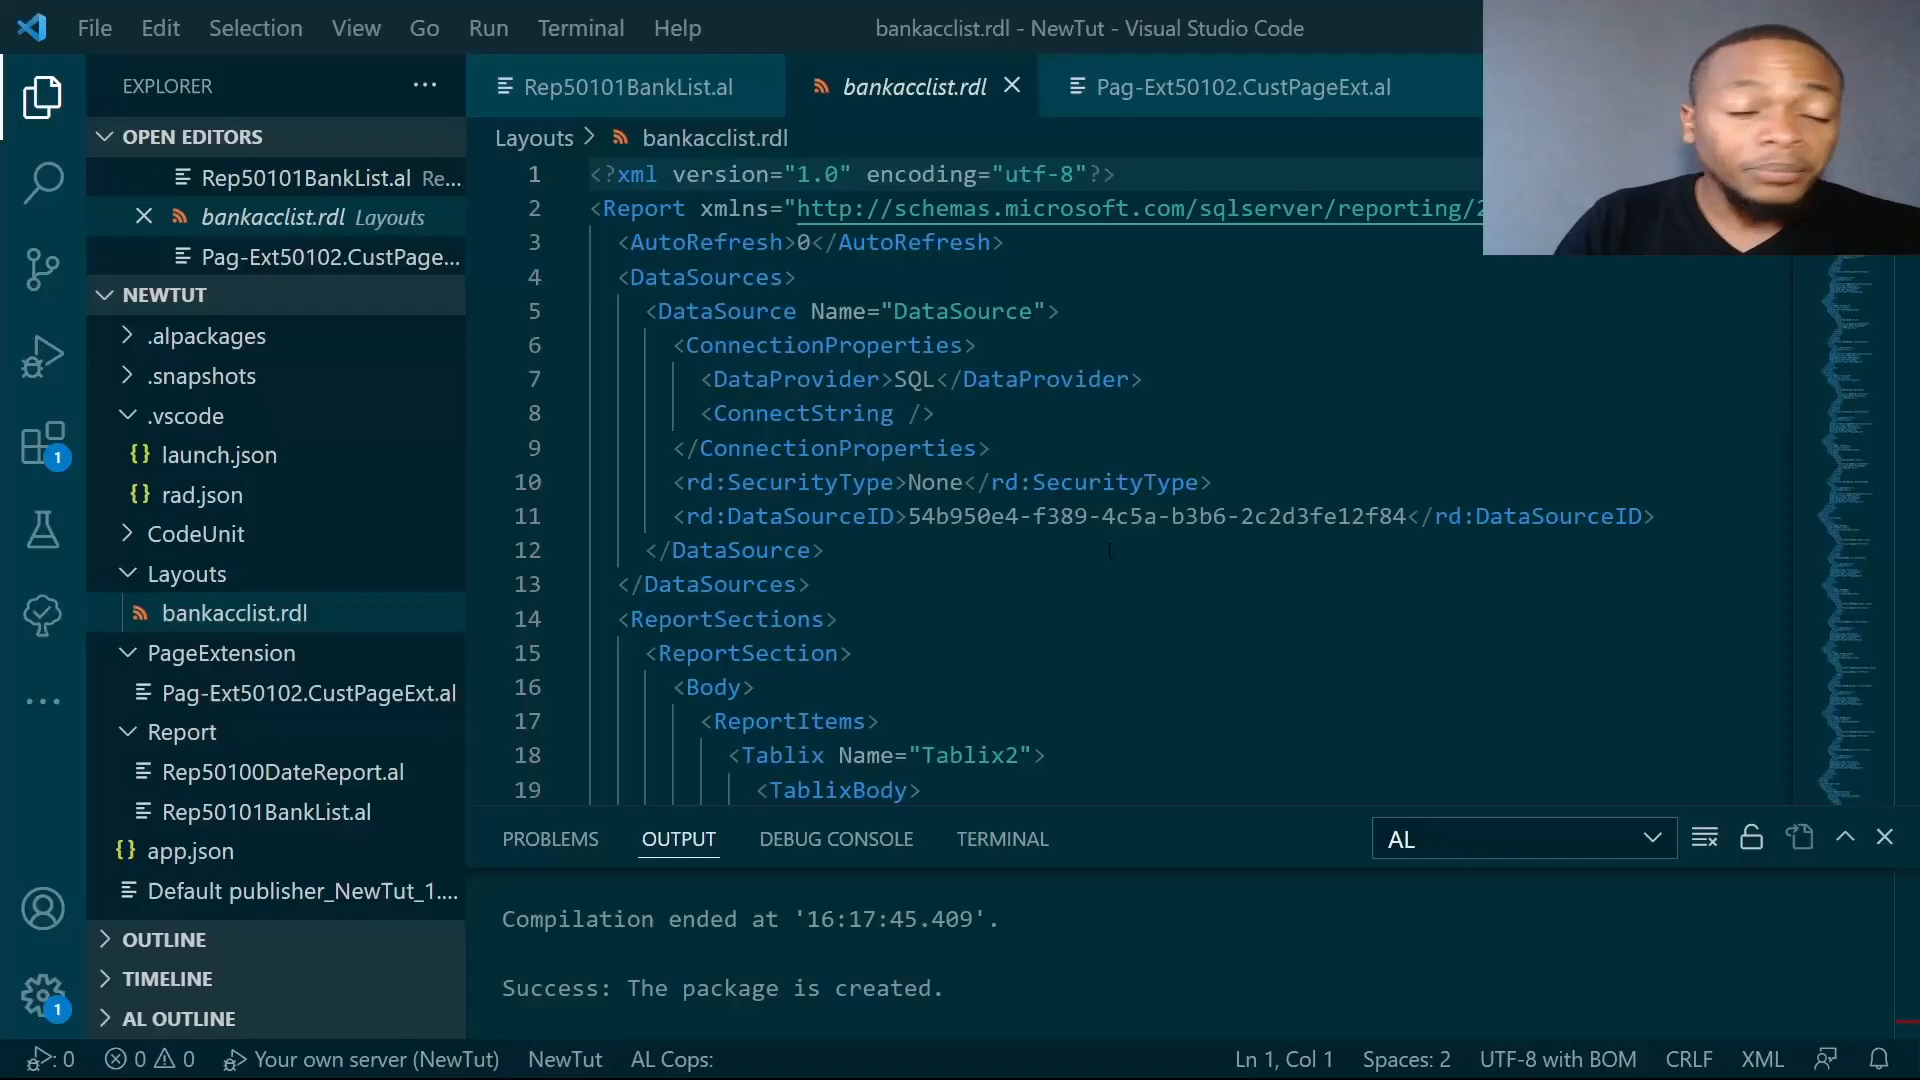 File Edit Selection View Go Run Terminal Help
bankacclist.rdl - NewTut - Visual Studio Code
EXPLORER
OPEN EDITORS
Rep50101BankList.al Re...
bankacclist.rdl Layouts
Pag-Ext50102.CustPage...
NEWTUT
.alpackages
.snapshots
.vscode
{} launch.json
{} rad.json
CodeUnit
Layouts
bankacclist.rdl
PageExtension
Pag-Ext50102.CustPageExt.al
Report
Rep50100DateReport.al
Rep50101BankList.al
{} app.json
Default publisher_NewTut_1....
OUTLINE
TIMELINE
AL OUTLINE
1
1
Rep50101BankList.al
bankacclist.rdl
Pag-Ext50102.CustPageExt.al
Layouts > bankacclist.rdl
1 <?xml version="1.0" encoding="utf-8"?>
2 <Report xmlns="http://schemas.microsoft.com/sqlserver/reporting/2
3 <AutoRefresh>0</AutoRefresh>
4 <DataSources>
5 <DataSource Name="DataSource">
6 <ConnectionProperties>
7 <DataProvider>SQL</DataProvider>
8 <ConnectString />
9 </ConnectionProperties>
10 <rd:SecurityType>None</rd:SecurityType>
11 <rd:DataSourceID>54b950e4-f389-4c5a-b3b6-2c2d3fe12f84</rd:DataSourceID>
12 </DataSource>
13 </DataSources>
14 <ReportSections>
15 <ReportSection>
16 <Body>
17 <ReportItems>
18 <Tablix Name="Tablix2">
19 <TablixBody>
PROBLEMS OUTPUT DEBUG CONSOLE TERMINAL
AL
Compilation ended at '16:17:45.409'.
Success: The package is created.
: 0 0 0 Your own server (NewTut) NewTut AL Cops:
Ln 1, Col 1 Spaces: 2 UTF-8 with BOM CRLF XML